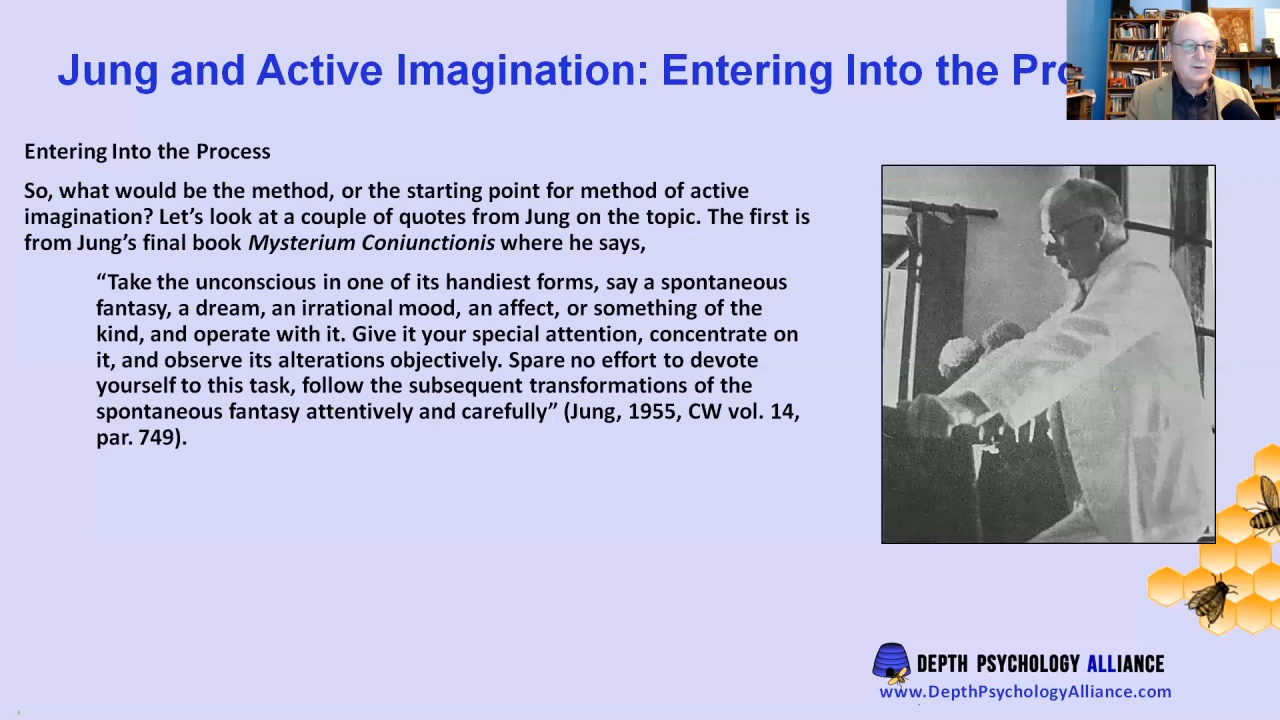 Jung and Active Imagination: Entering Into the
Entering Into the Process
So, what would be the method, or the starting point for method of active
imagination? Let’s look at a couple of quotes from Jung on the topic. The first is
from Jung’s final book Mysterium Coniunctionis where he says,
“Take the unconscious in one of its handiest forms, say a spontaneous
fantasy, a dream, an irrational mood, an affect, or something of the
kind, and operate with it. Give it your special attention, concentrate on
it, and observe its alterations objectively. Spare no effort to devote
yourself to this task, follow the subsequent transformations of the
spontaneous fantasy attentively and carefully” (Jung, 1955, CW vol. 14,
par. 749).
DEPTH PSYCHOLOGY ALLIANCE
www.DepthPsychologyAlliance.com